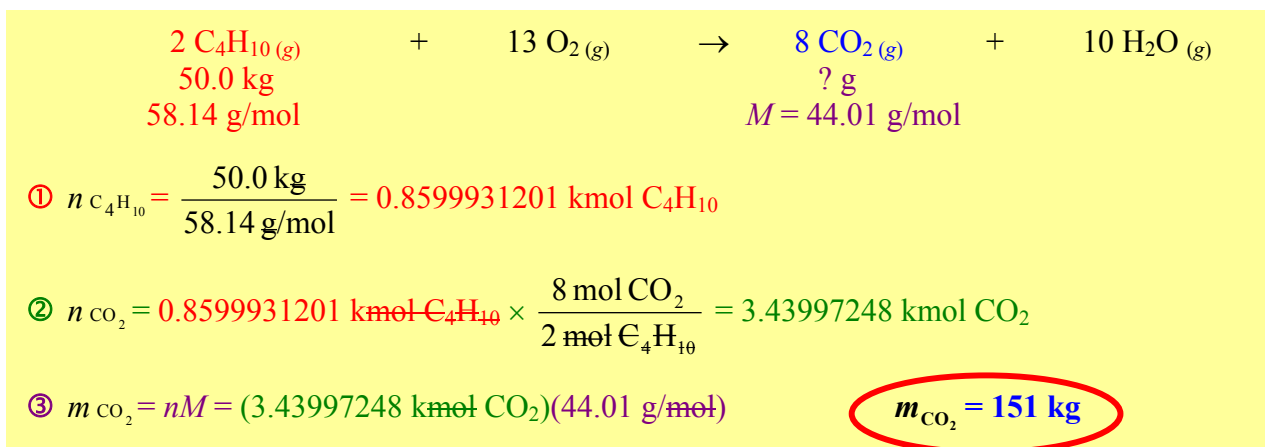 2 C₄H₁₀ (g) + 13 O₂ (g) → 8 CO₂ (g) + 10 H₂O (g)
50.0 kg ? g
58.14 g/mol M = 44.01 g/mol
① n C₄H₁₀ = 50.0 kg / 58.14 g/mol = 0.8599931201 kmol C₄H₁₀
② n CO₂ = 0.8599931201 kmol C₄H₁₀ × 8 mol CO₂ / 2 mol C₄H₁₀ = 3.43997248 kmol CO₂
③ m CO₂ = nM = (3.43997248 kmol CO₂)(44.01 g/mol) m CO₂ = 151 kg